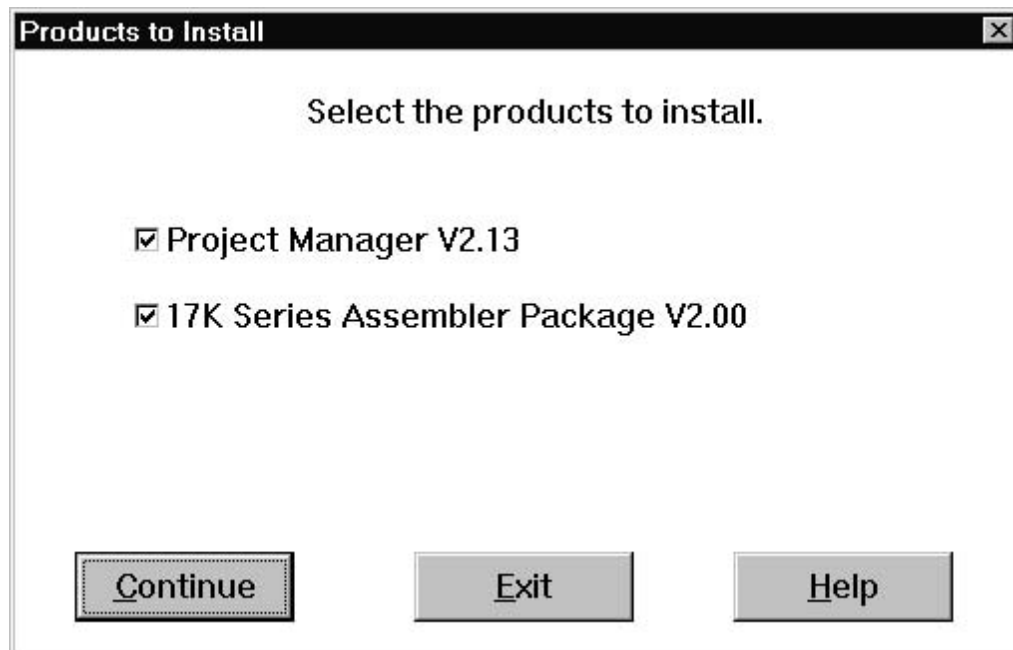 Products to Install
Select the products to install.
Project Manager V2.13
17K Series Assembler Package V2.00
Continue Exit Help